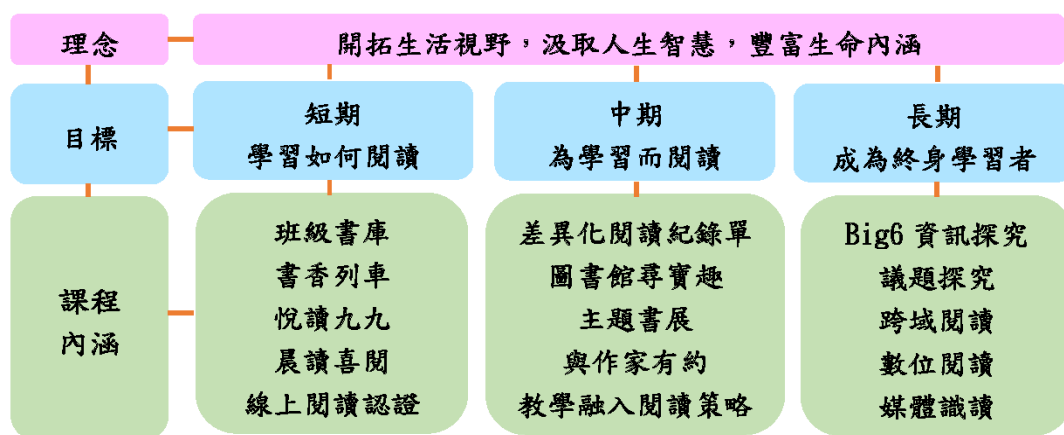 理念
開拓生活視野，汲取人生智慧，豐富生命內涵
目標
短期
學習如何閱讀
中期
為學習而閱讀
長期
成為終身學習者
課程
內涵
班級書庫
書香列車
悅讀九九
晨讀喜閱
線上閱讀認證
差異化閱讀紀錄單
圖書館尋寶趣
主題書展
與作家有約
教學融入閱讀策略
Big6 資訊探究
議題探究
跨域閱讀
數位閱讀
媒體識讀